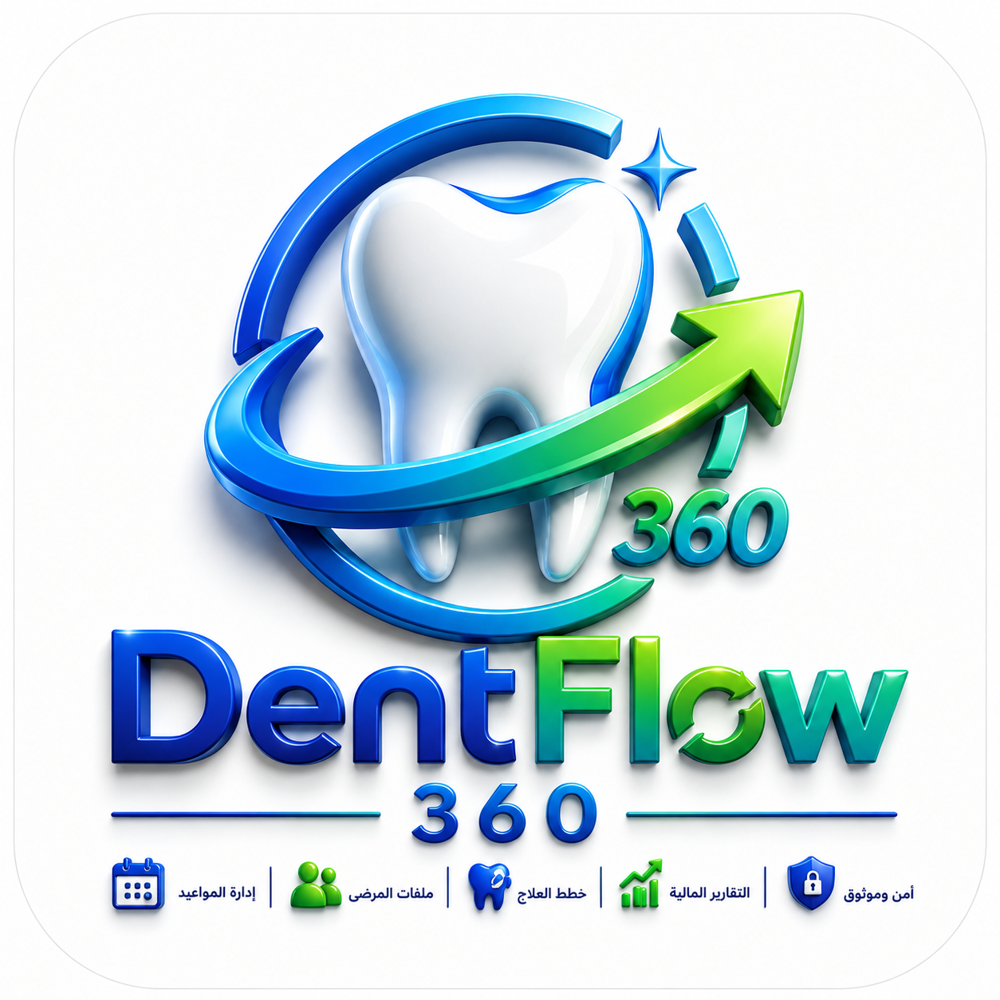 360
DentFlow
360
إدارة المواعيد
ملفات المرضى
خطط العلاج
التقارير المالية
أمن وموثوق